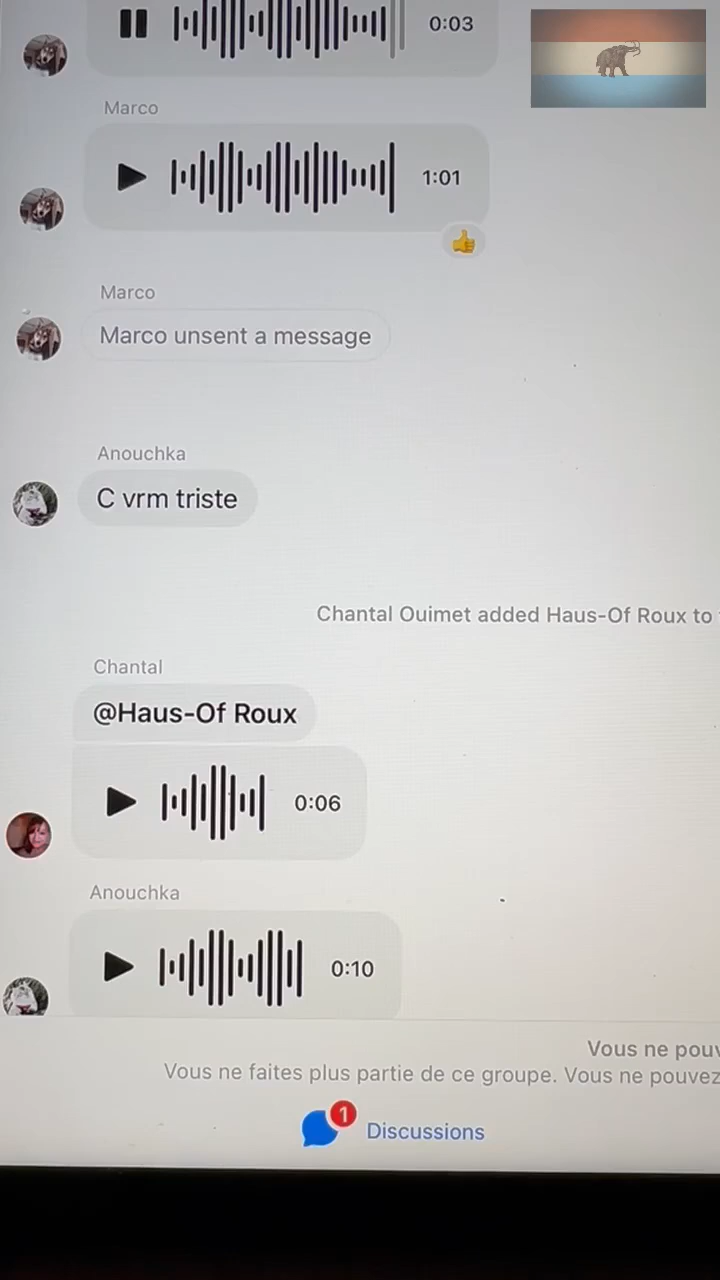 0:03
Marco
1:01
Marco
Marco unsent a message
Anouchka
C vrm triste
Chantal Ouimet added Haus-Of Roux to
Chantal
@Haus-Of Roux
0:06
Anouchka
0:10
Vous ne pouv
Vous ne faites plus partie de ce groupe. Vous ne pouvez
1
Discussions